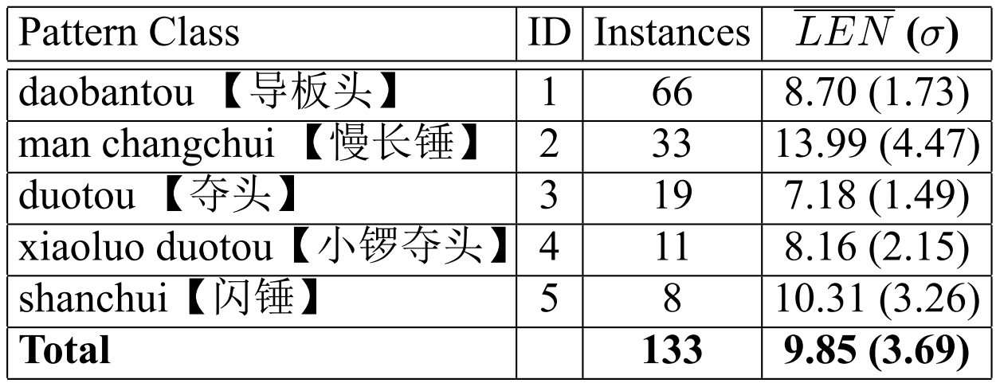 Pattern Class ID Instances LEN (σ)
daobantou【导板头】 1 66 8.70 (1.73)
man changchui【慢长锤】 2 33 13.99 (4.47)
duotou【夺头】 3 19 7.18 (1.49)
xiaoluo duotou【小锣夺头】 4 11 8.16 (2.15)
shanchui【闪锤】 5 8 10.31 (3.26)
Total 133 9.85 (3.69)